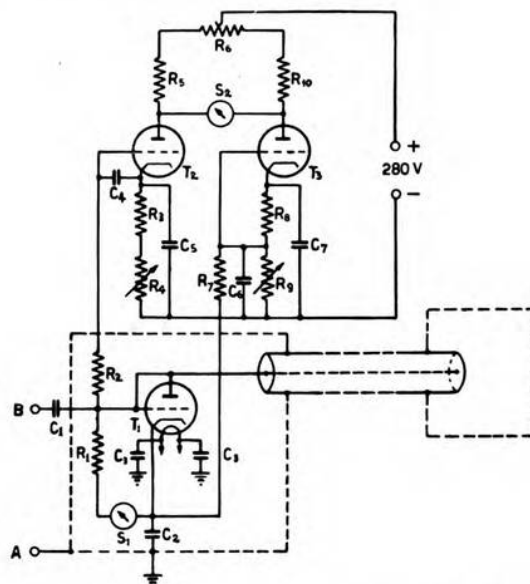 R₆
R₅
R₁₀
S₂
T₂
T₃
+
280 V
−
C₄
R₃
R₈
C₅
C₇
R₄
R₇
C₆
R₉
R₂
B
C₁
T₁
R₁
C₃
C₃
S₁
C₂
A